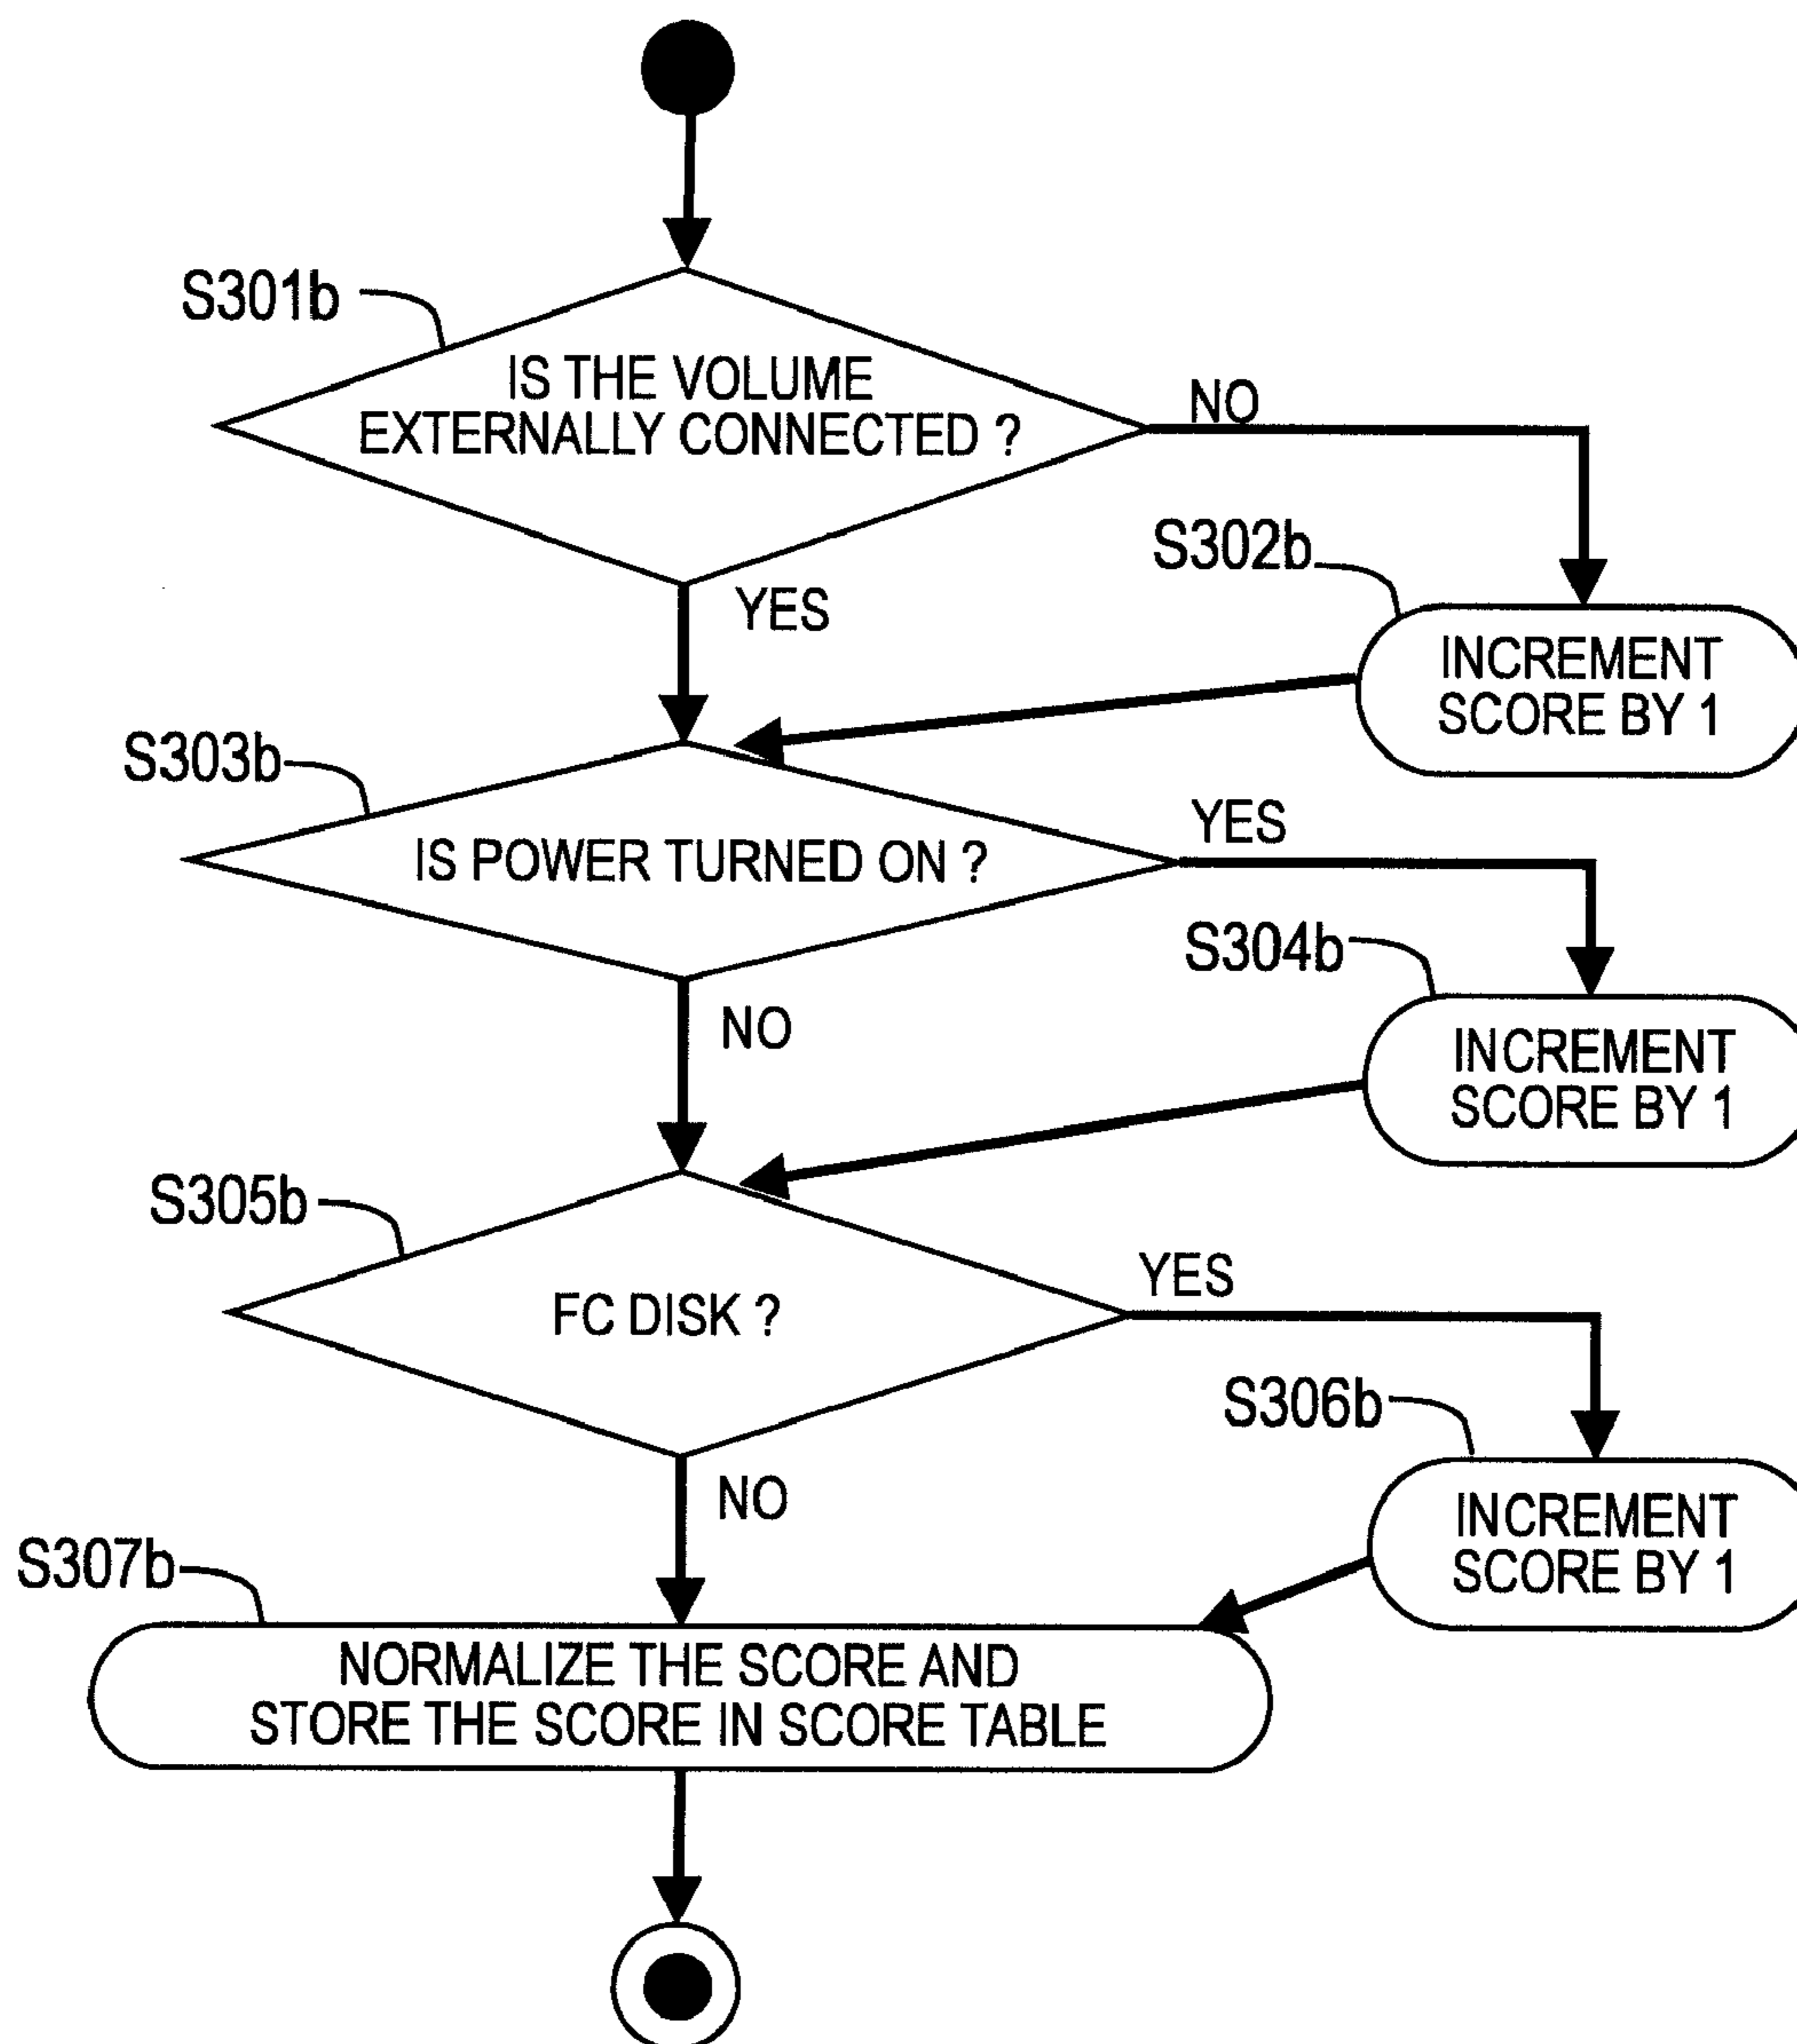 S301b
IS THE VOLUME
EXTERNALLY CONNECTED ?
NO
S302b
YES
INCREMENT
SCORE BY 1
S303b
IS POWER TURNED ON ?
YES
S304b
NO
INCREMENT
SCORE BY 1
S305b
FC DISK ?
YES
S306b
NO
INCREMENT
SCORE BY 1
S307b
NORMALIZE THE SCORE AND
STORE THE SCORE IN SCORE TABLE